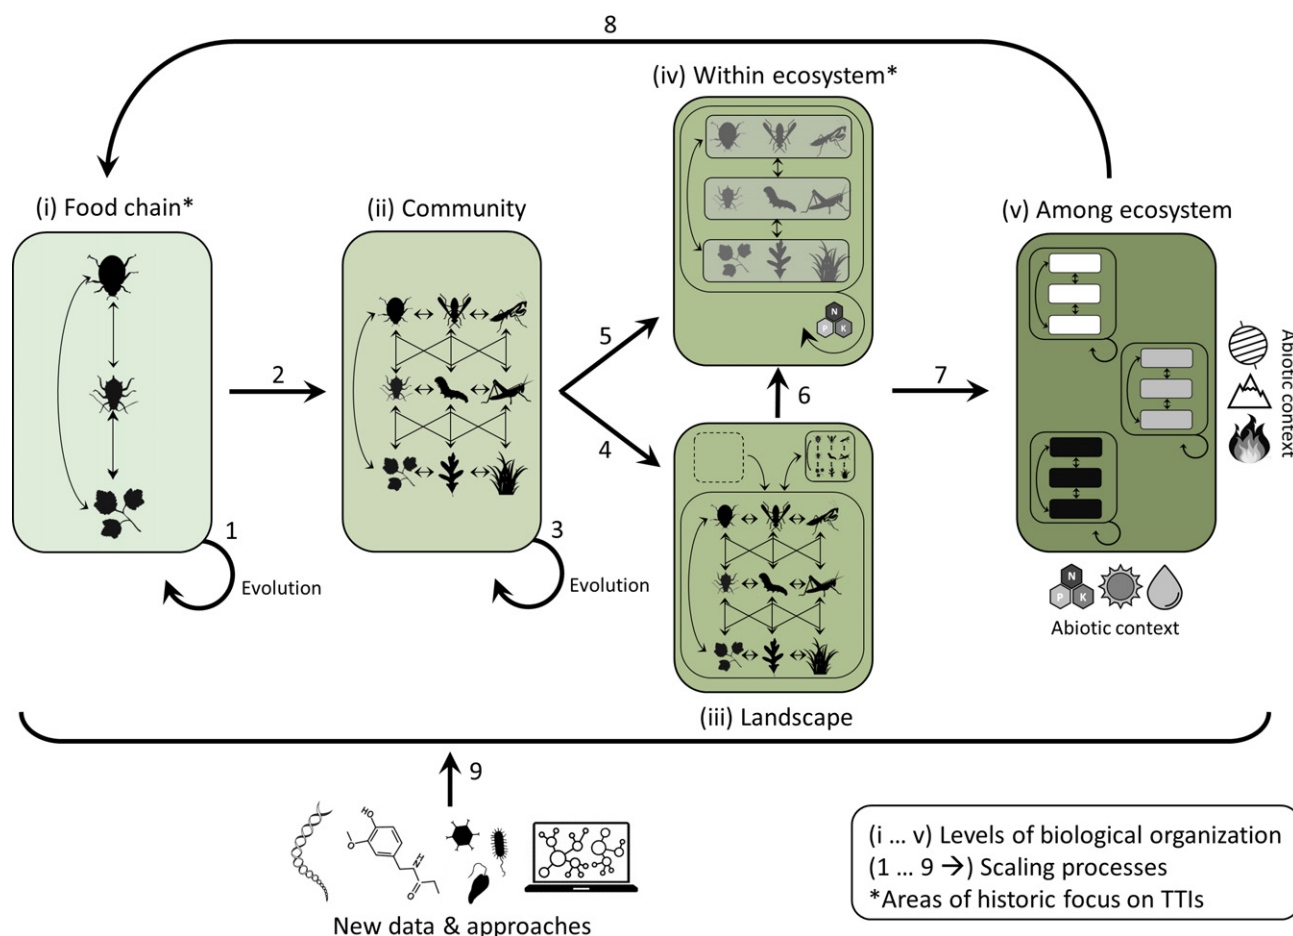 8
(iv) Within ecosystem*
(i) Food chain*
(ii) Community
(v) Among ecosystem
N
P K
5
2
7
6
4
Abiotic context
1
Evolution
3
Evolution
N
P K
Abiotic context
(iii) Landscape
9
HO
O
N
H
O
New data & approaches
(i ... v) Levels of biological organization
(1 ... 9 →) Scaling processes
*Areas of historic focus on TTIs